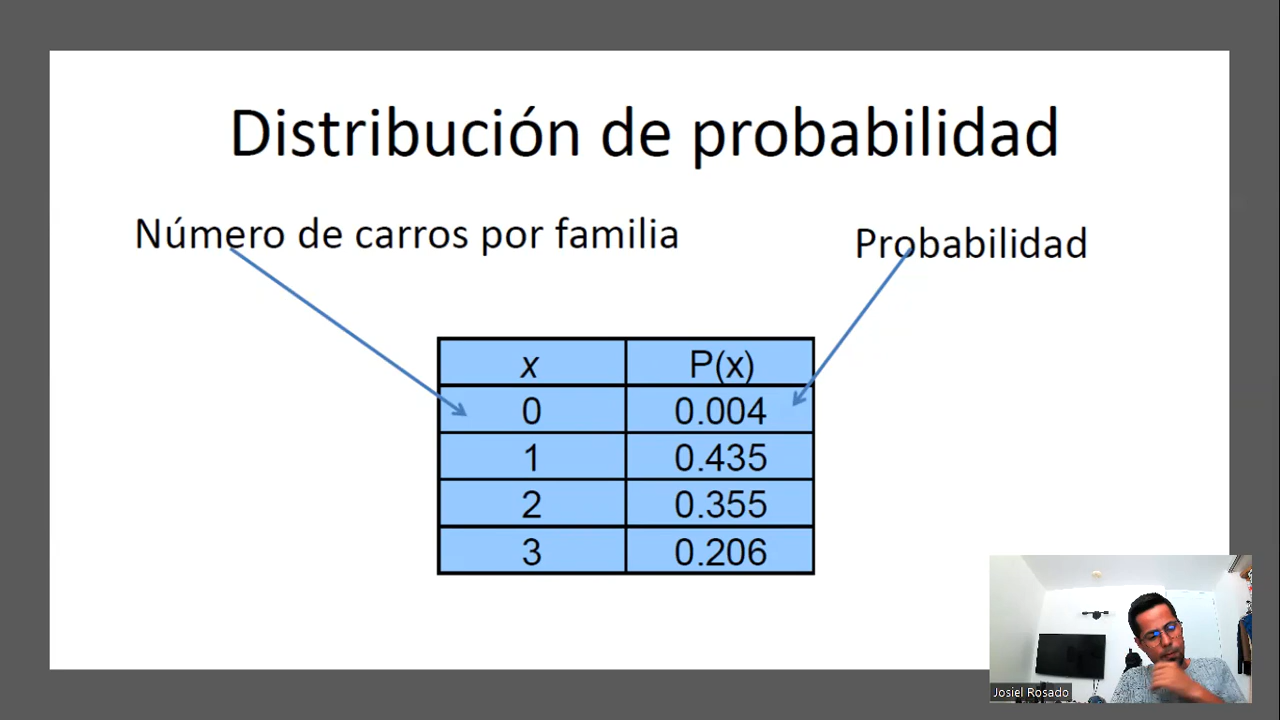 Distribución de probabilidad
Número de carros por familia
Probabilidad
x P(x)
0 0.004
1 0.435
2 0.355
3 0.206
Josiel Rosado